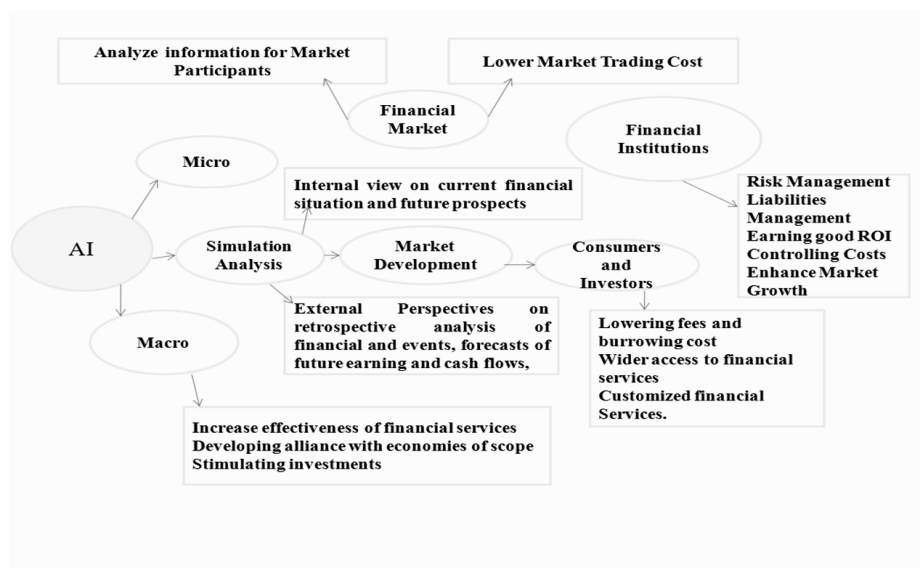 Analyze information for Market
Participants
Lower Market Trading Cost
Financial
Market
Financial
Institutions
Micro
Internal view on current financial
situation and future prospects
Risk Management
Liabilities
Management
Earning good ROI
Controlling Costs
Enhance Market
Growth
AI
Simulation
Analysis
Market
Development
Consumers
and
Investors
External Perspectives on
retrospective analysis of
financial and events, forecasts of
future earning and cash flows,
Macro
Lowering fees and
burrowing cost
Wider access to financial
services
Customized financial
Services.
Increase effectiveness of financial services
Developing alliance with economies of scope
Stimulating investments